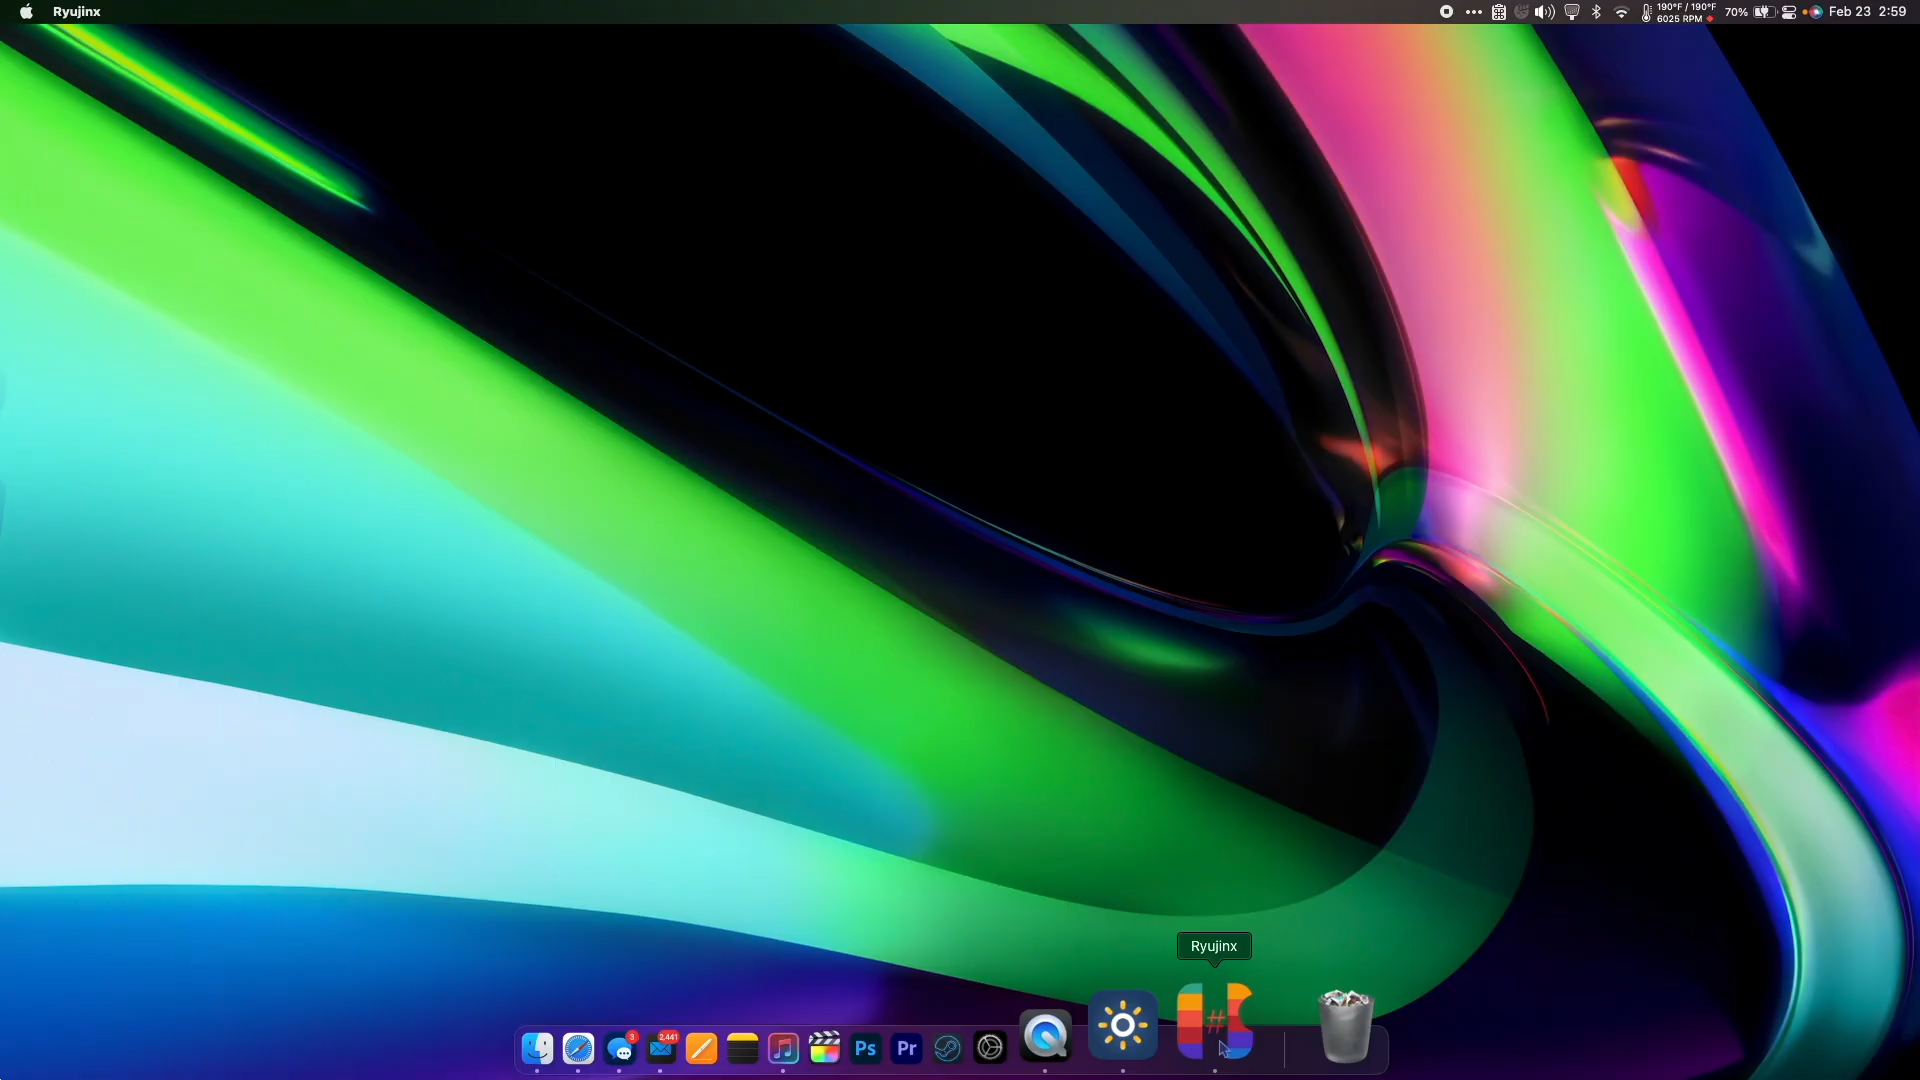 Ryujinx
190°F / 190°F
6025 RPM
70%
Feb 23 2:59
Ryujinx
3
2,441
Ps
Pr
#